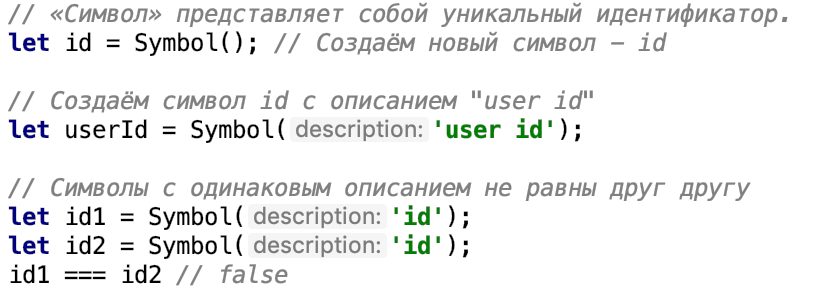 // «Символ» представляет собой уникальный идентификатор.
let id = Symbol(); // Создаём новый символ – id
// Создаём символ id с описанием "user id"
let userId = Symbol( description: 'user id');
// Символы с одинаковым описанием не равны друг другу
let id1 = Symbol( description: 'id');
let id2 = Symbol( description: 'id');
id1 === id2 // false